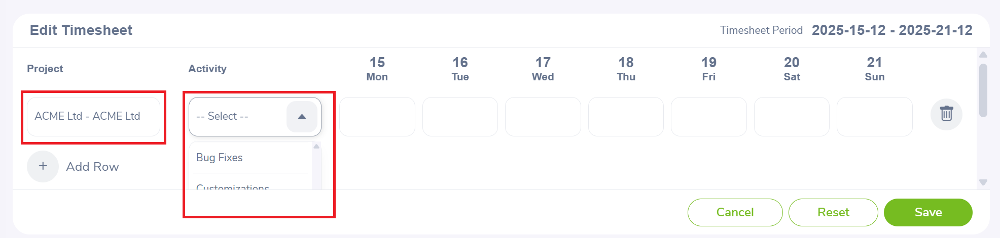 Edit Timesheet
Timesheet Period 2025-15-12 - 2025-21-12
Project Activity 15 Mon 16 Tue 17 Wed 18 Thu 19 Fri 20 Sat 21 Sun
ACME Ltd - ACME Ltd
-- Select --
Bug Fixes
Customizations
+ Add Row
Cancel Reset Save